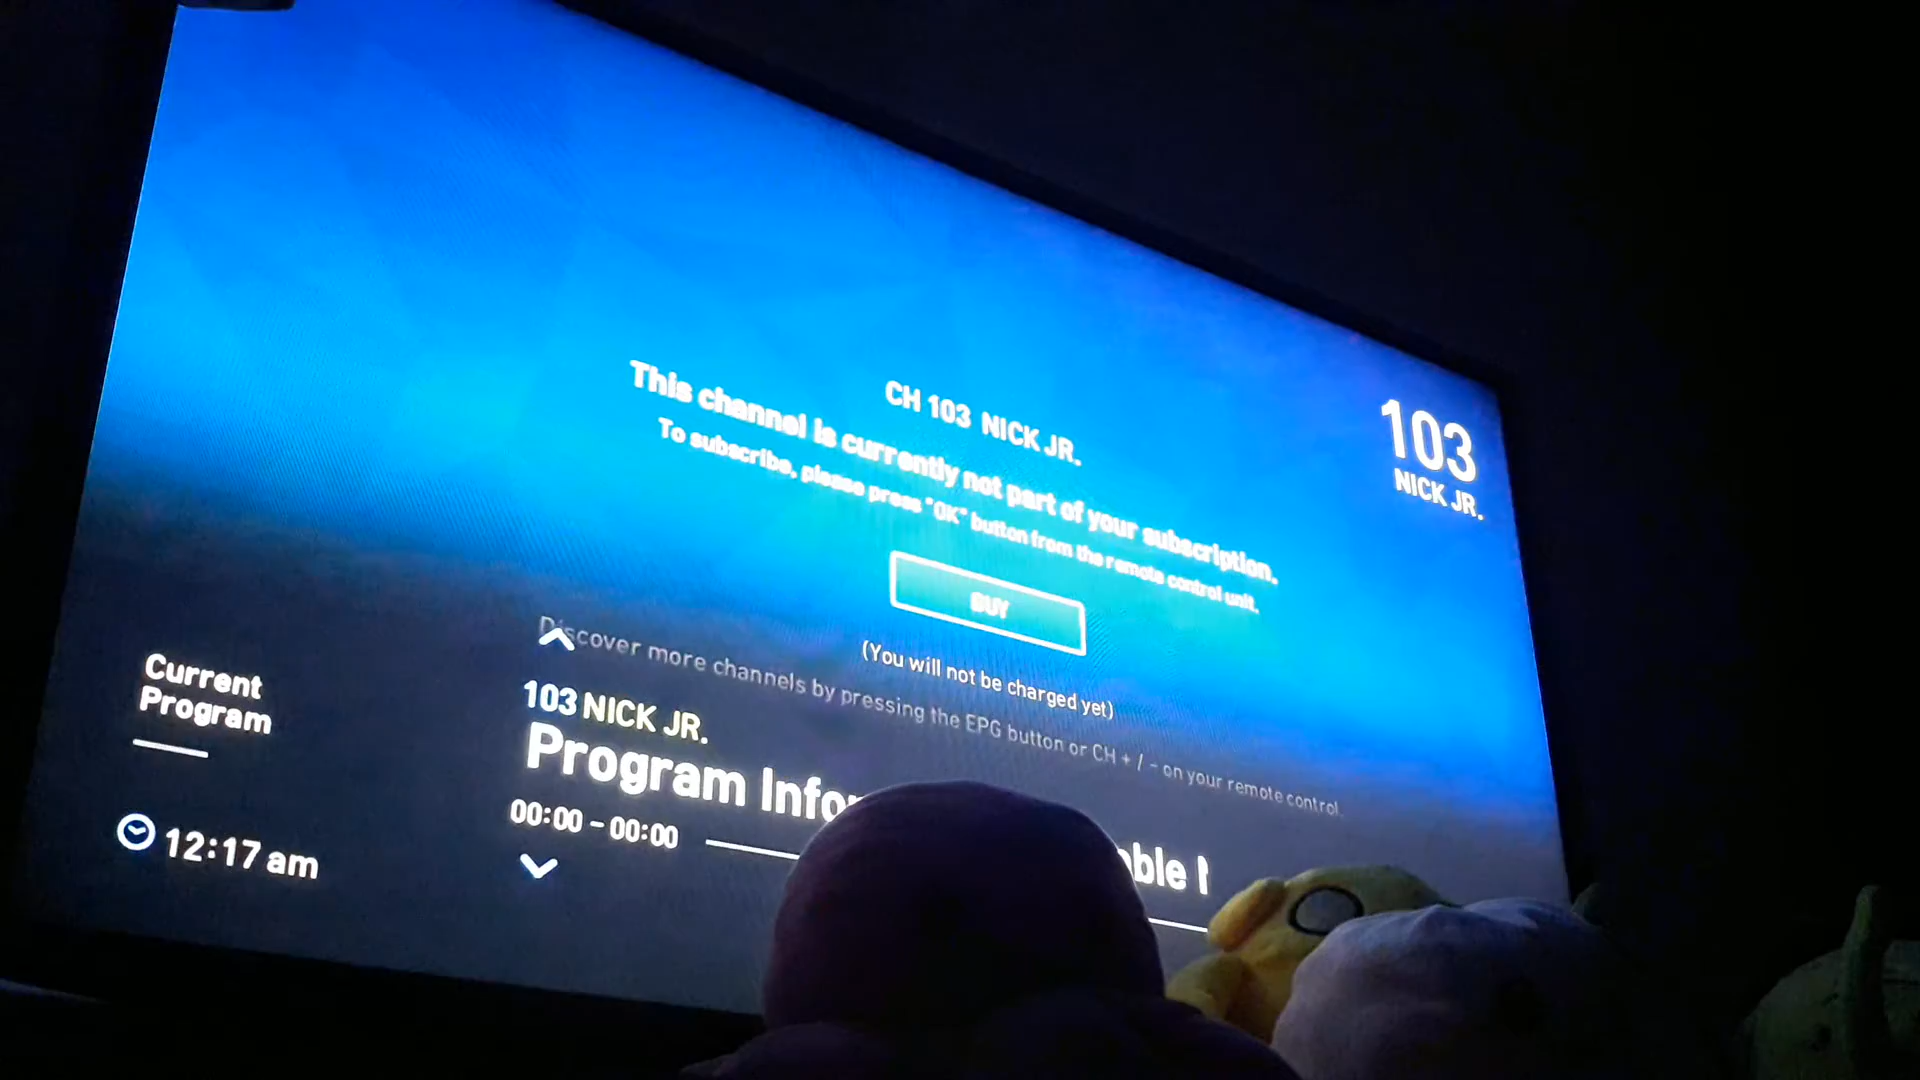 CH 103 NICK JR.
This channel is currently not part of your subscription.
To subscribe, please press "OK" button from the remote control unit.
BUY
(You will not be charged yet)
Discover more channels by pressing the EPG button or CH + / - on your remote control.
103
NICK JR.
Current
Program
12:17 am
103 NICK JR.
Program Infor able !
00:00 - 00:00